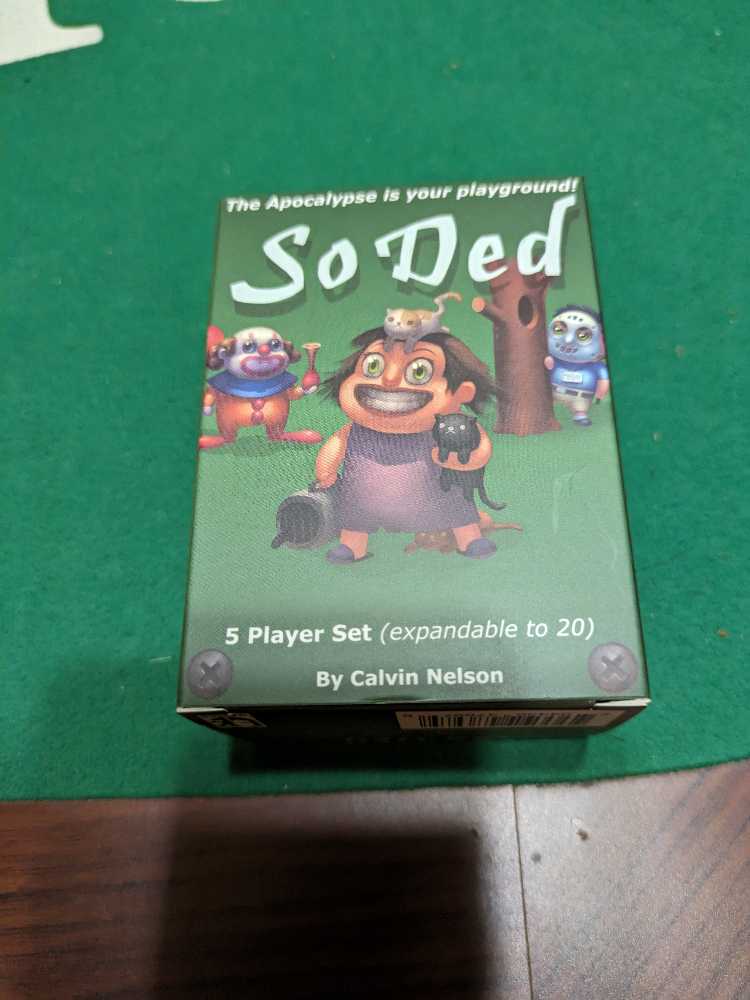 The Apocalypse is your playground!
So Ded
5 Player Set (expandable to 20)
By Calvin Nelson